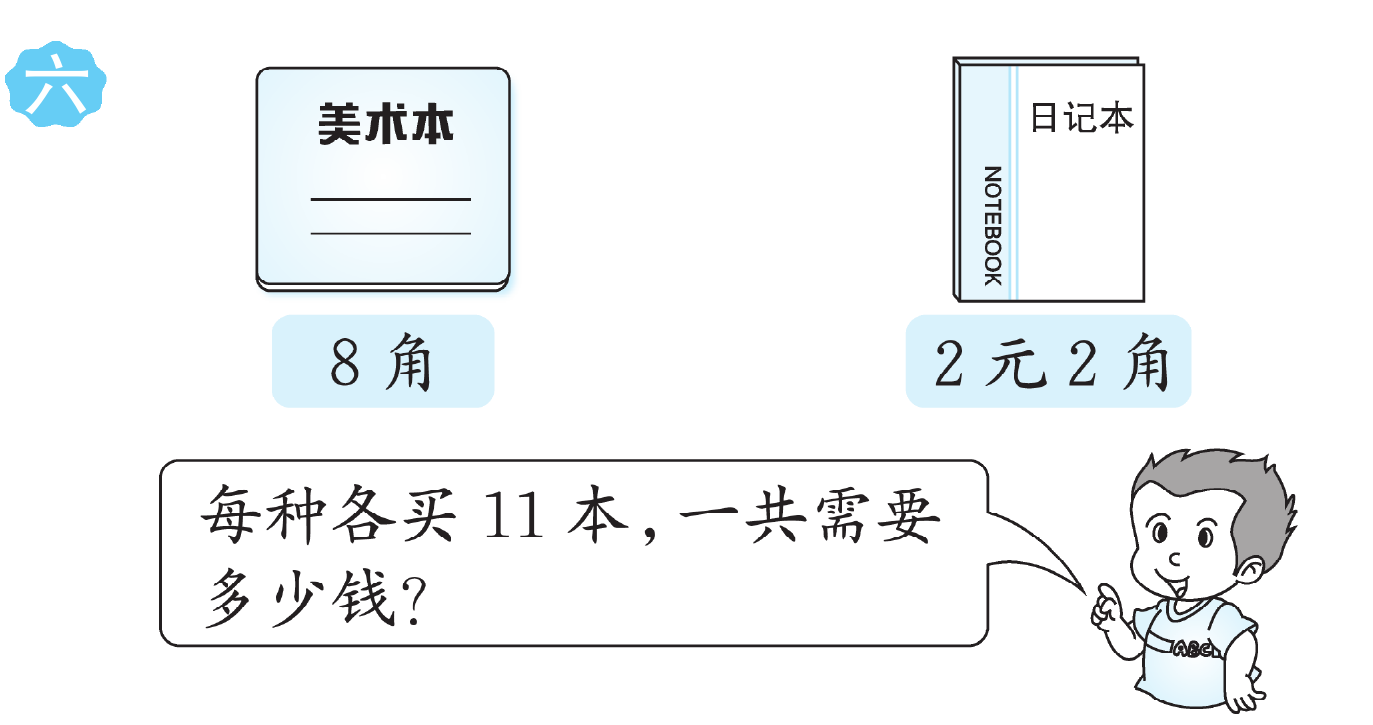 六
美术本
日记本
NOTEBOOK
8 角
2 元 2 角
每种各买 11 本，一共需要
多少钱？
ABC